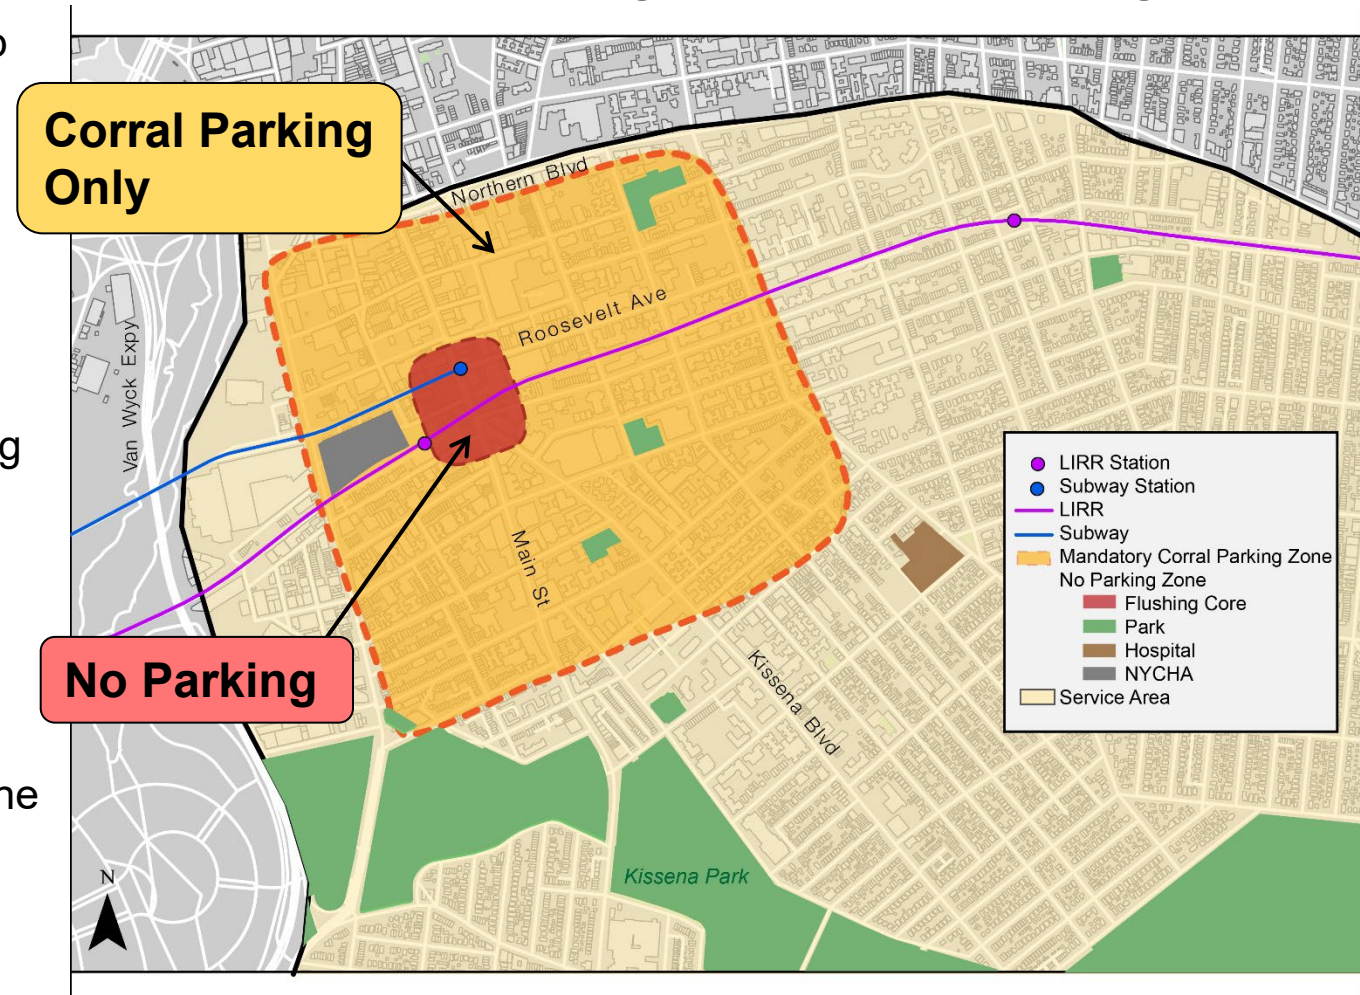 Corral Parking
Only
Northern Blvd
Roosevelt Ave
Van Wyck Expy
g
Main St
LIRR Station
Subway Station
LIRR
Subway
Mandatory Corral Parking Zone
No Parking Zone
Flushing Core
Park
Hospital
NYCHA
Service Area
No Parking
Kissena Blvd
ne
Kissena Park
N